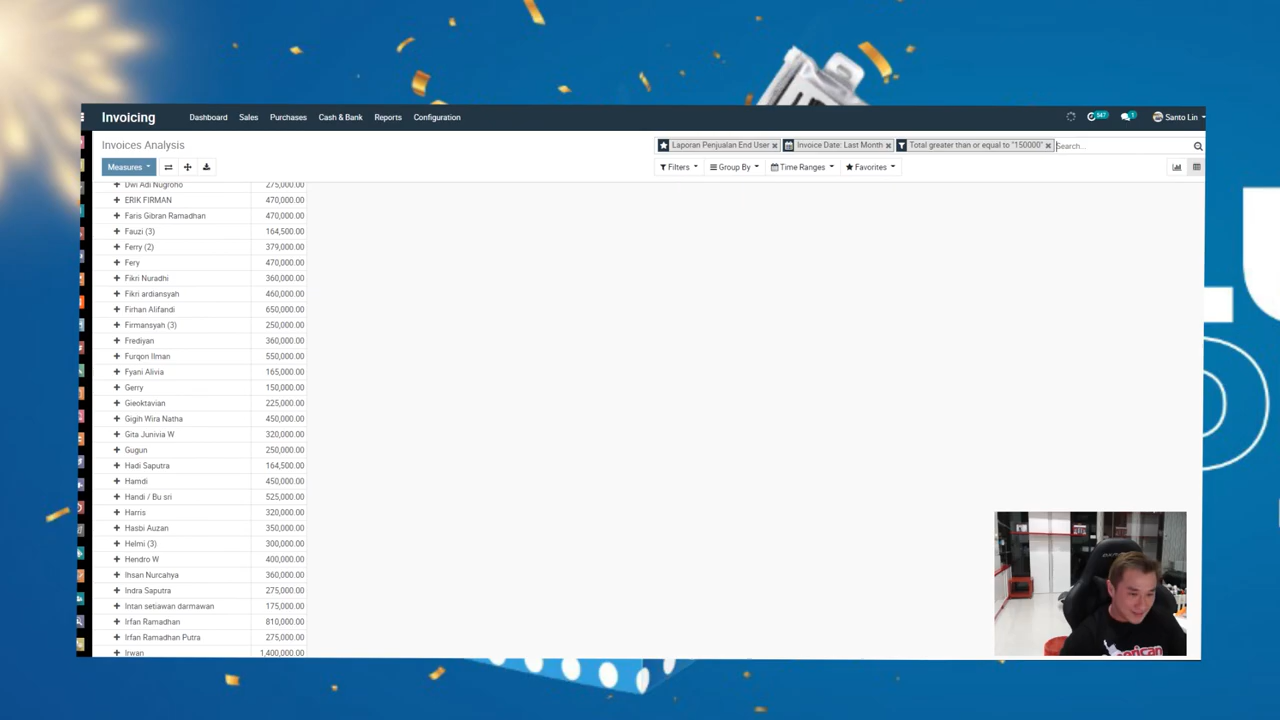 Invoicing Dashboard Sales Purchases Cash & Bank Reports Configuration 547 1 Santo Lin
Invoices Analysis Laporan Penjualan End User Invoice Date: Last Month Total greater than or equal to "150000" Search...
Measures Filters Group By Time Ranges Favorites
Dwi Adi Nugroho 275,000.00
ERIK FIRMAN 470,000.00
Faris Gibran Ramadhan 470,000.00
Fauzi (3) 164,500.00
Ferry (2) 379,000.00
Fery 470,000.00
Fikri Nuradhi 360,000.00
Fikri ardiansyah 460,000.00
Firhan Alifandi 650,000.00
Firmansyah (3) 250,000.00
Frediyan 360,000.00
Furqon Ilman 550,000.00
Fyani Alivia 165,000.00
Gerry 150,000.00
Gieoktavian 225,000.00
Gigih Wira Natha 450,000.00
Gita Junivia W 320,000.00
Gugun 250,000.00
Hadi Saputra 164,500.00
Hamdi 450,000.00
Handi / Bu sri 525,000.00
Harris 320,000.00
Hasbi Auzan 350,000.00
Helmi (3) 300,000.00
Hendro W 400,000.00
Ihsan Nurcahya 360,000.00
Indra Saputra 275,000.00
Intan setiawan darmawan 175,000.00
Irfan Ramadhan 810,000.00
Irfan Ramadhan Putra 275,000.00
Irwan 1,400,000.00